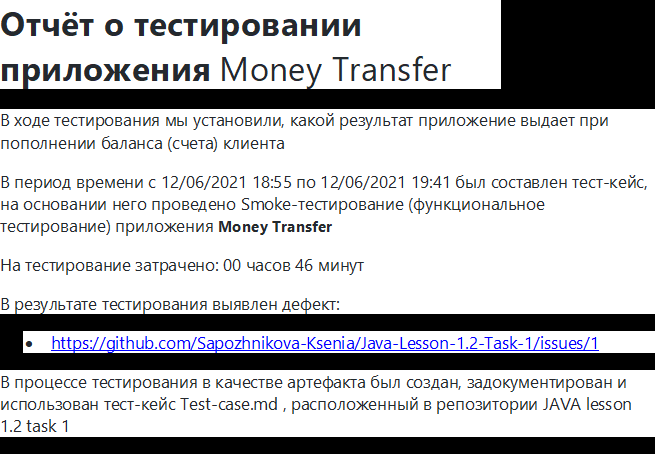 Отчёт о тестировании
приложения Money Transfer
В ходе тестирования мы установили, какой результат приложение выдает при
пополнении баланса (счета) клиента
В период времени с 12/06/2021 18:55 по 12/06/2021 19:41 был составлен тест-кейс,
на основании него проведено Smoke-тестирование (функциональное
тестирование) приложения Money Transfer
На тестирование затрачено: 00 часов 46 минут
В результате тестирования выявлен дефект:
• https://github.com/Sapozhnikova-Ksenia/Java-Lesson-1.2-Task-1/issues/1
В процессе тестирования в качестве артефакта был создан, задокументирован и
использован тест-кейс Test-case.md , расположенный в репозитории JAVA lesson
1.2 task 1